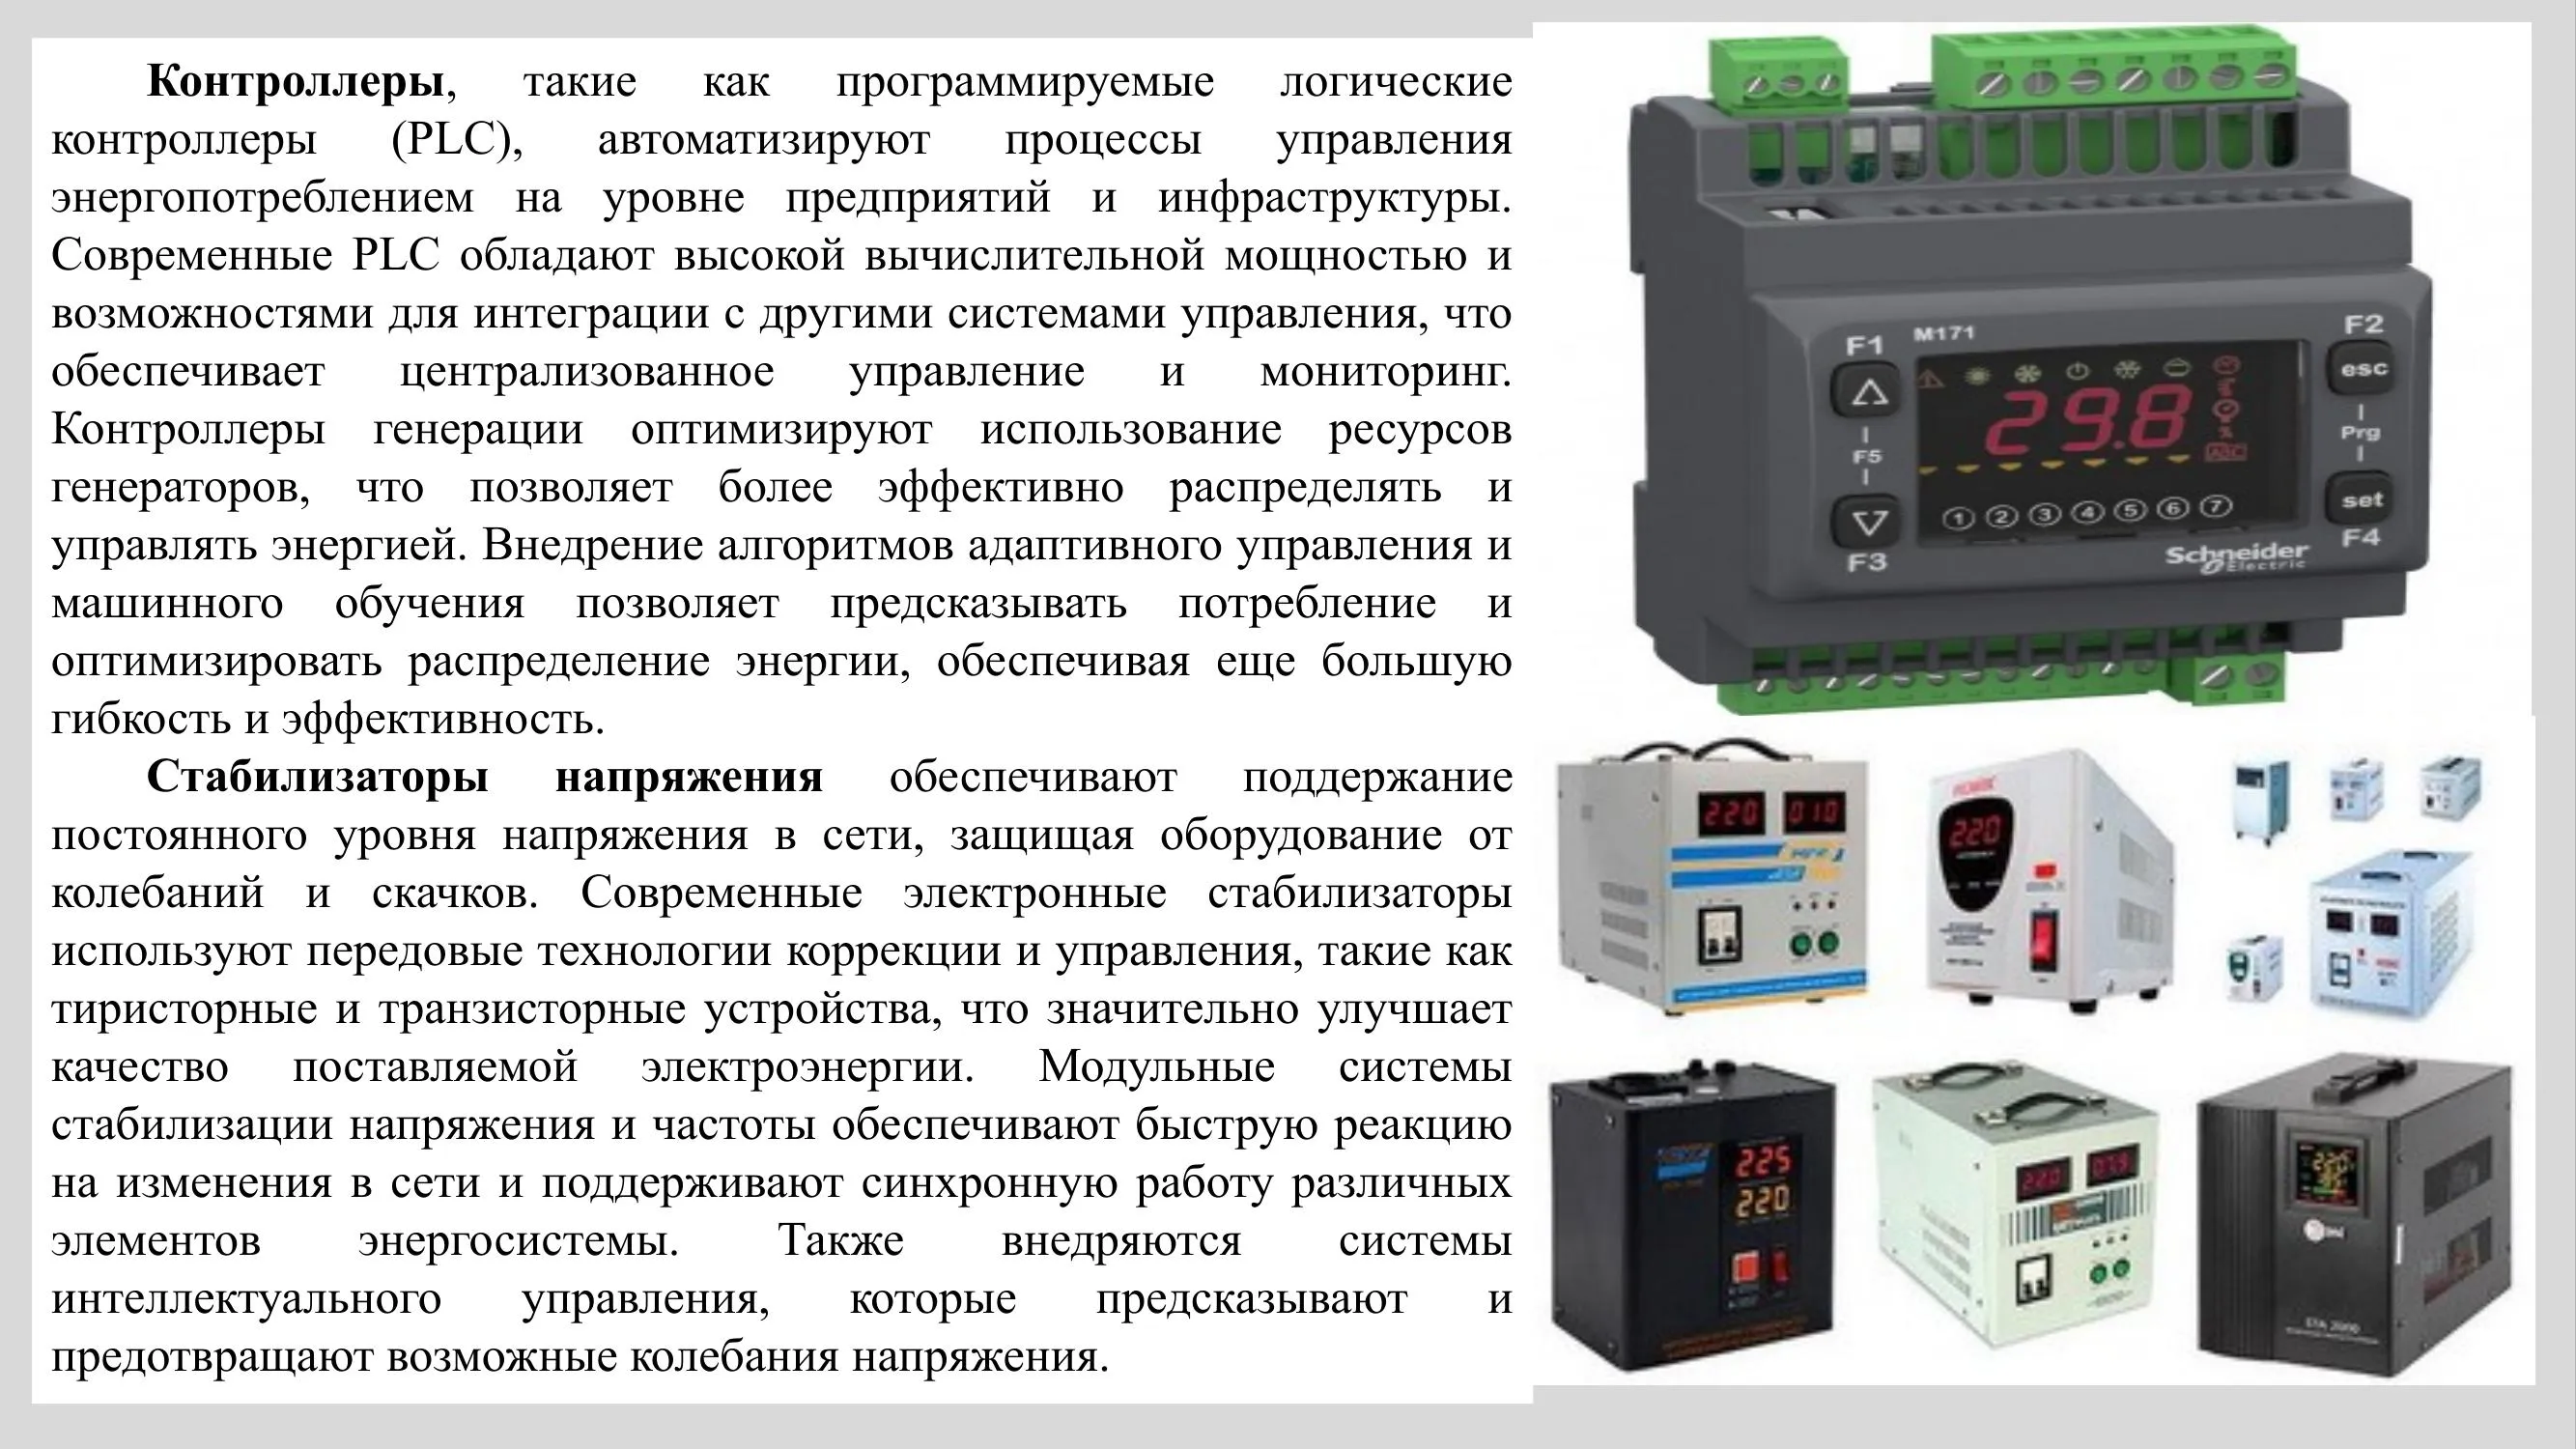 Контроллеры, такие как программируемые логические
контроллеры (PLC), автоматизируют процессы управления
энергопотреблением на уровне предприятий и инфраструктуры.
Современные PLC обладают высокой вычислительной мощностью и
возможностями для интеграции с другими системами управления, что
обеспечивает централизованное управление и мониторинг.
Контроллеры генерации оптимизируют использование ресурсов
генераторов, что позволяет более эффективно распределять и
управлять энергией. Внедрение алгоритмов адаптивного управления и
машинного обучения позволяет предсказывать потребление и
оптимизировать распределение энергии, обеспечивая еще большую
гибкость и эффективность.
Стабилизаторы напряжения обеспечивают поддержание
постоянного уровня напряжения в сети, защищая оборудование от
колебаний и скачков. Современные электронные стабилизаторы
используют передовые технологии коррекции и управления, такие как
тиристорные и транзисторные устройства, что значительно улучшает
качество поставляемой электроэнергии. Модульные системы
стабилизации напряжения и частоты обеспечивают быструю реакцию
на изменения в сети и поддерживают синхронную работу различных
элементов энергосистемы. Также внедряются системы
интеллектуального управления, которые предсказывают и
предотвращают возможные колебания напряжения.
F1 M171 F2
esc
29.8
F5 Prg
ABC
set
1 2 3 4 5 6 7
Schneider
Electric
F3 F4
220 010
220
225
220
220